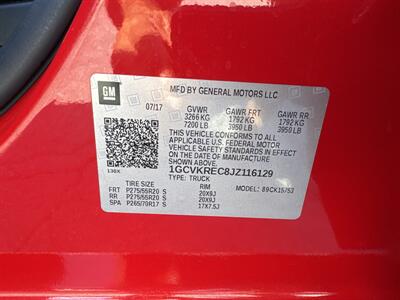 GM
MFD BY GENERAL MOTORS LLC
07/17 GVWR GAWR FRT GAWR RR
3266 KG 1792 KG 1792 KG
7200 LB 3950 LB 3950 LB
THIS VEHICLE CONFORMS TO ALL
APPLICABLE U.S. FEDERAL MOTOR
VEHICLE SAFETY STANDARDS IN EFFECT
ON THE DATE OF MANUFACTURE
SHOWN ABOVE.
1GCVKREC8JZ116129
TYPE: TRUCK
TIRE SIZE RIM MODEL:
FRT P275/55R20 S 20X9J
RR P275/55R20 S 20X9J
SPA P265/70R17 S 17X7.5J